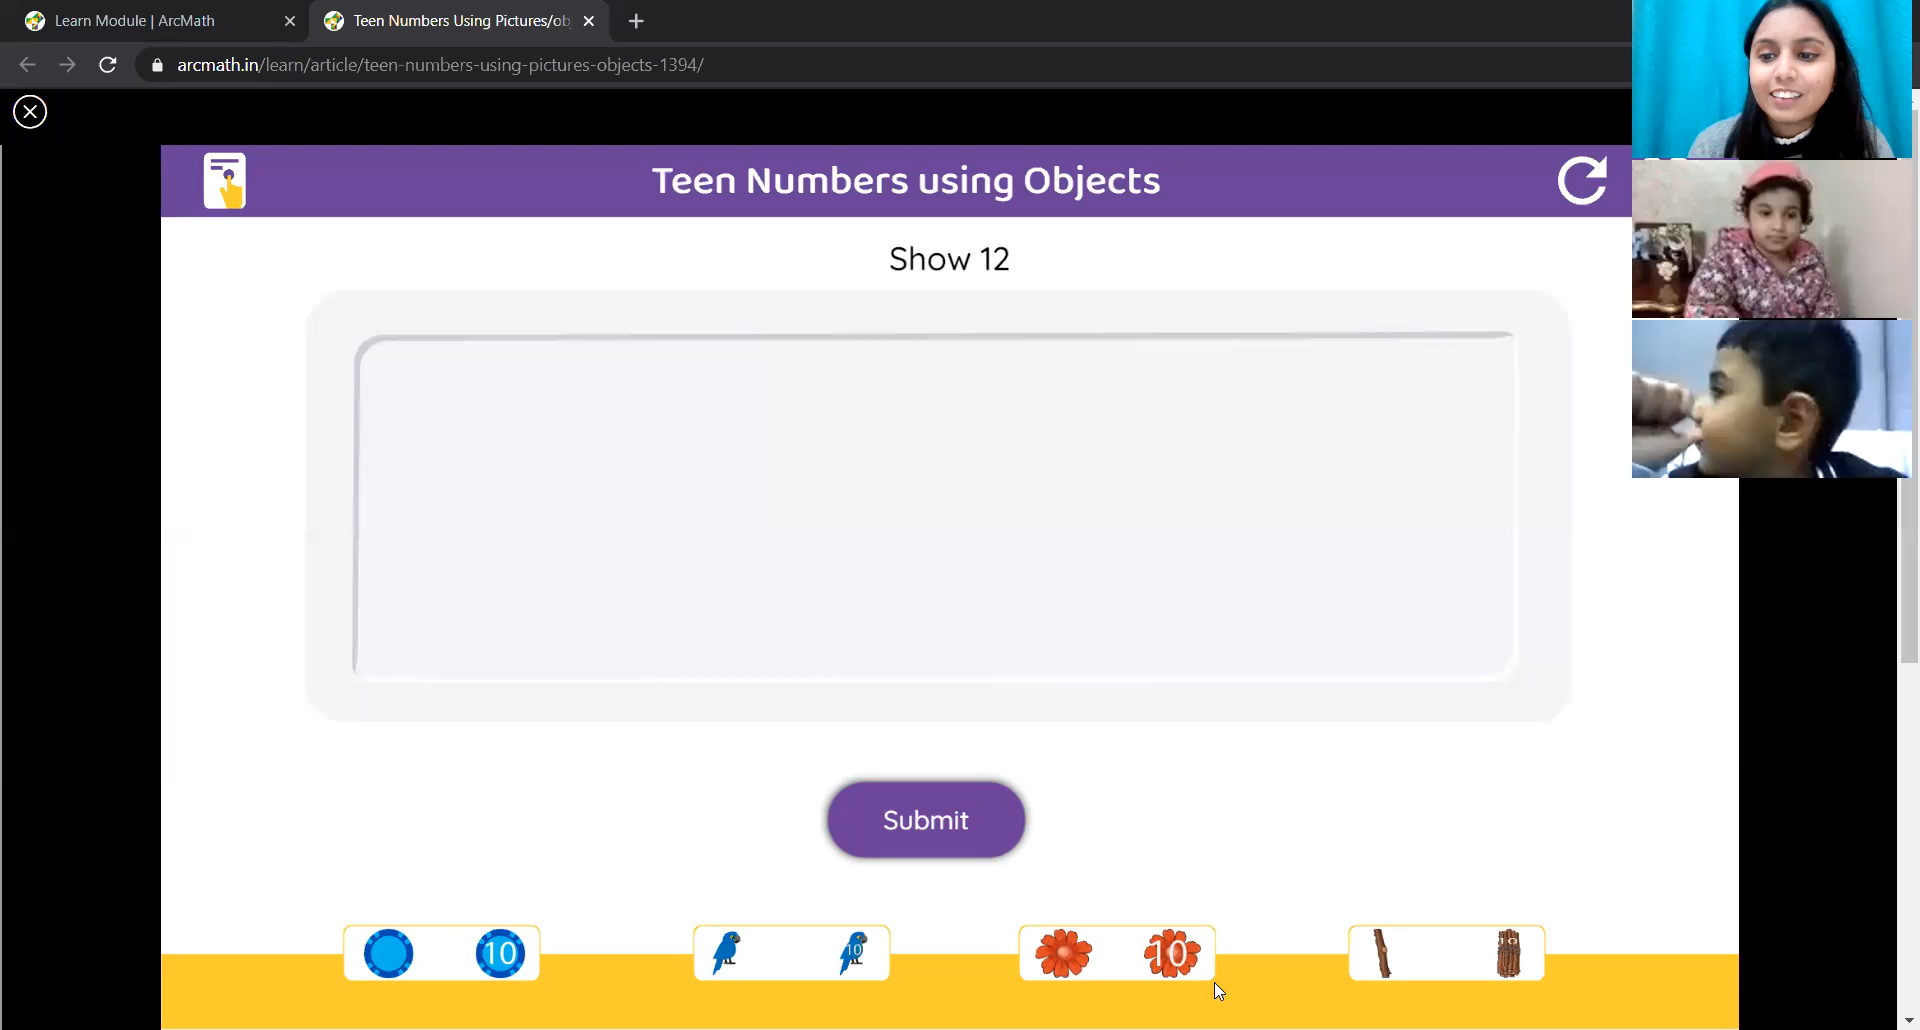 Learn Module | ArcMath
Teen Numbers Using Pictures/ob
arcmath.in/learn/article/teen-numbers-using-pictures-objects-1394/
Teen Numbers using Objects
Show 12
Submit
10
10
10
10